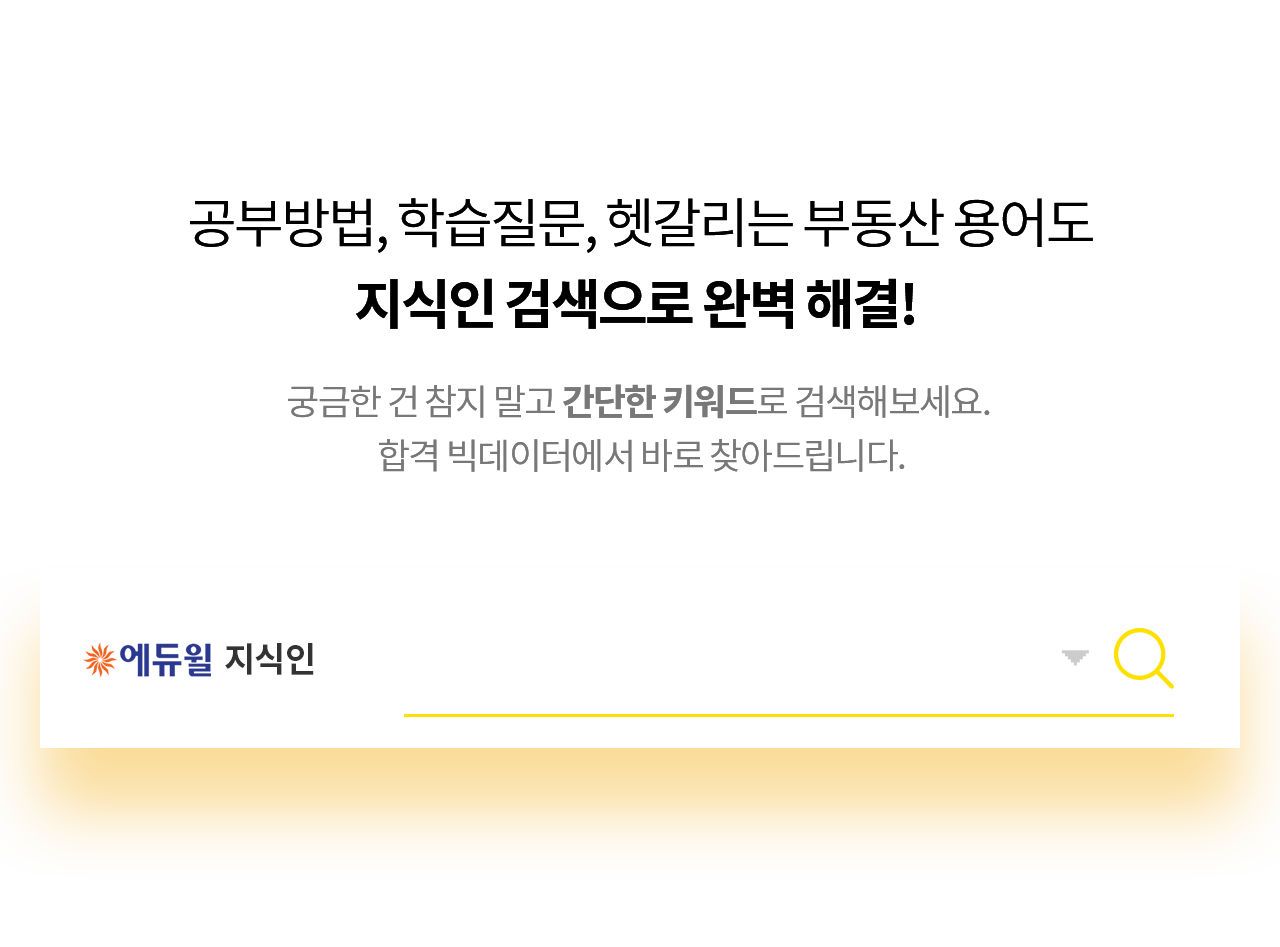 공부방법, 학습질문, 헷갈리는 부동산 용어도
지식인 검색으로 완벽 해결!
궁금한 건 참지 말고 간단한 키워드로 검색해보세요.
합격 빅데이터에서 바로 찾아드립니다.
에듀윌 지식인